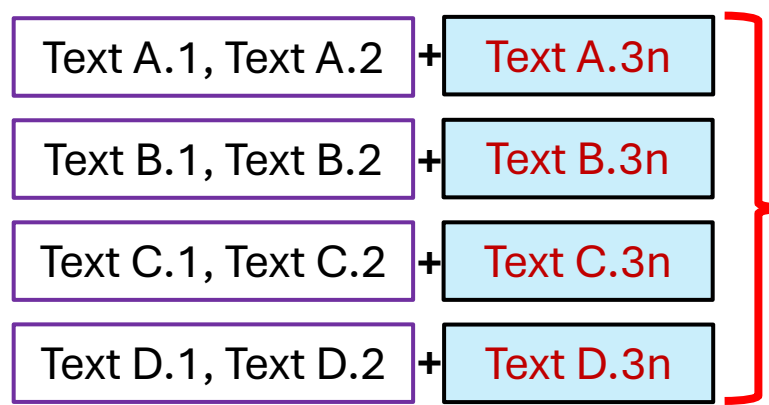 Text A.1, Text A.2 + Text A.3n
Text B.1, Text B.2 + Text B.3n
Text C.1, Text C.2 + Text C.3n
Text D.1, Text D.2 + Text D.3n